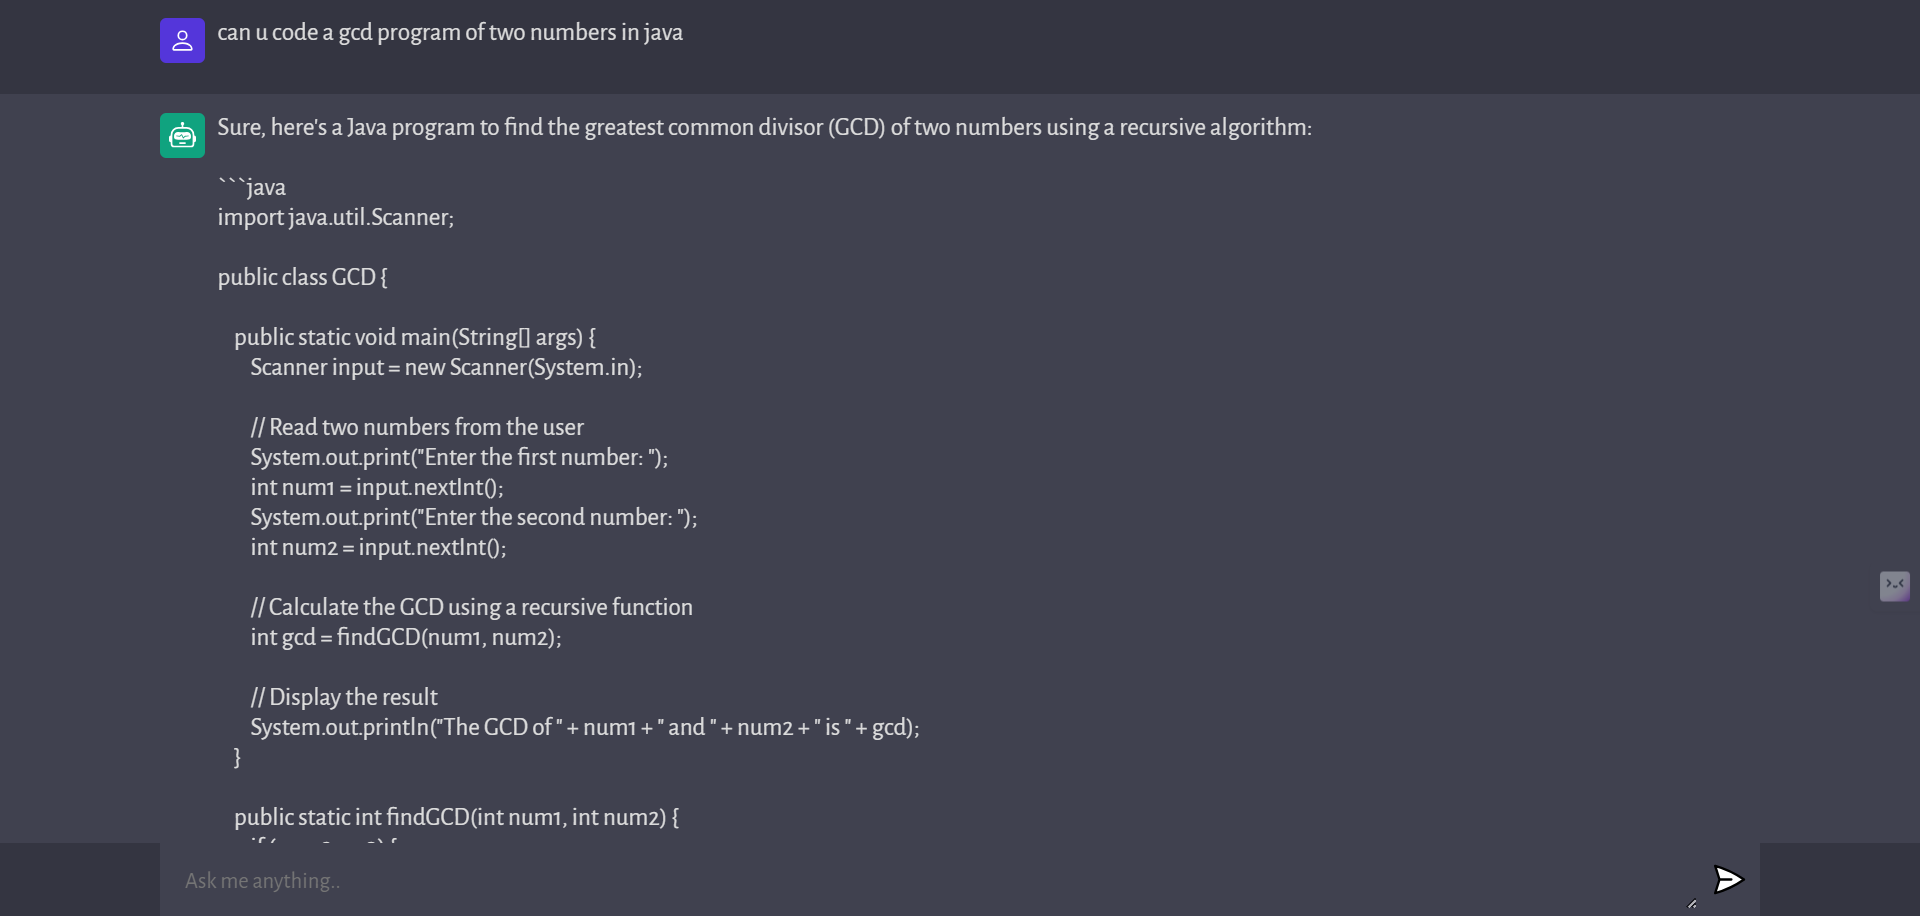 can u code a gcd program of two numbers in java
Sure, here's a Java program to find the greatest common divisor (GCD) of two numbers using a recursive algorithm:
```java
import java.util.Scanner;
public class GCD {
public static void main(String[] args) {
Scanner input = new Scanner(System.in);
// Read two numbers from the user
System.out.print("Enter the first number: ");
int num1 = input.nextInt();
System.out.print("Enter the second number: ");
int num2 = input.nextInt();
// Calculate the GCD using a recursive function
int gcd = findGCD(num1, num2);
// Display the result
System.out.println("The GCD of " + num1 + " and " + num2 + " is " + gcd);
}
public static int findGCD(int num1, int num2) {
Ask me anything..